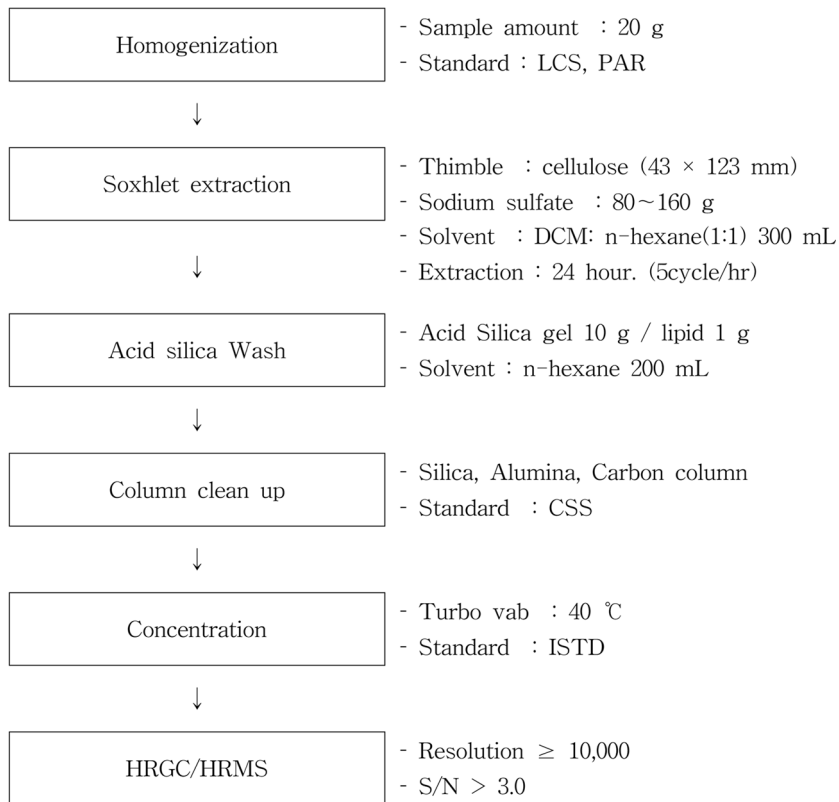 Homogenization
- Sample amount : 20 g
- Standard : LCS, PAR
↓
Soxhlet extraction
- Thimble : cellulose (43 × 123 mm)
- Sodium sulfate : 80~160 g
- Solvent : DCM: n-hexane(1:1) 300 mL
- Extraction : 24 hour. (5cycle/hr)
↓
Acid silica Wash
- Acid Silica gel 10 g / lipid 1 g
- Solvent : n-hexane 200 mL
↓
Column clean up
- Silica, Alumina, Carbon column
- Standard : CSS
↓
Concentration
- Turbo vab : 40 ℃
- Standard : ISTD
↓
HRGC/HRMS
- Resolution ≥ 10,000
- S/N > 3.0